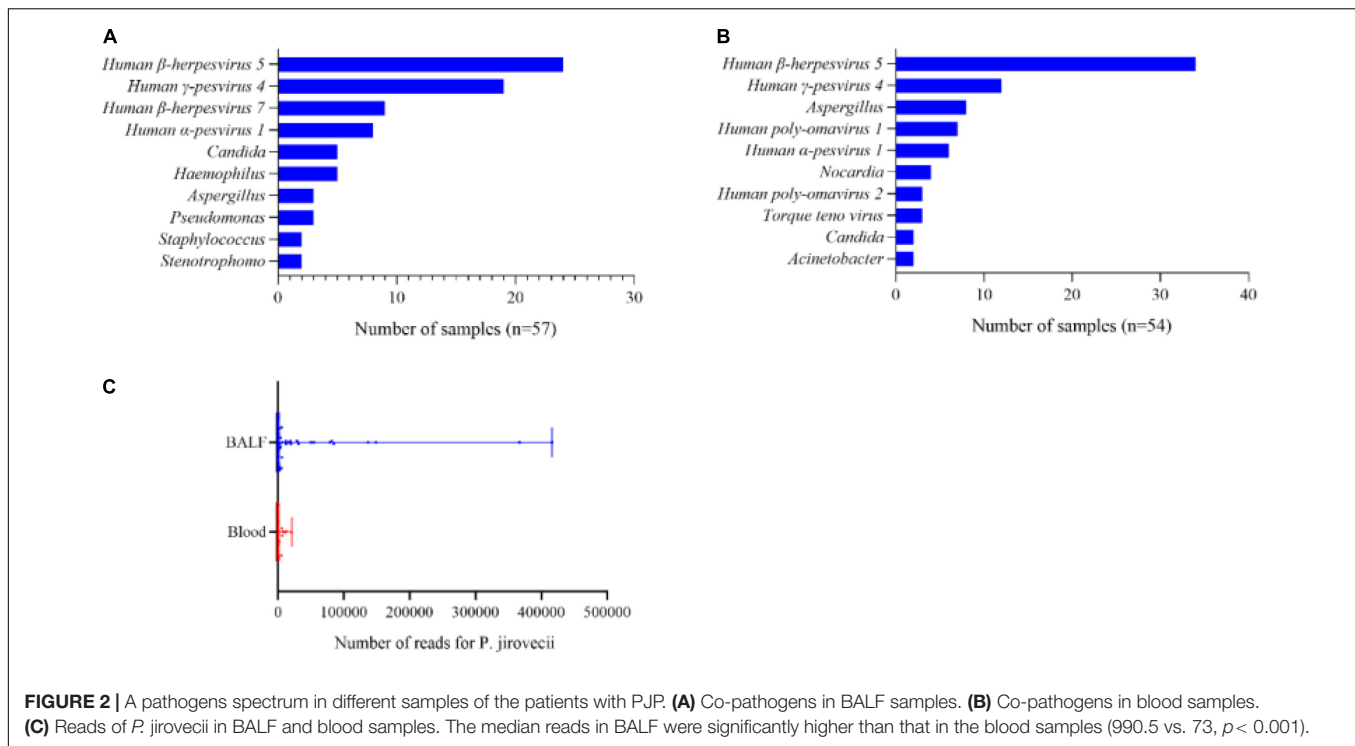 A
Human β-herpesvirus 5
Human γ-pesvirus 4
Human β-herpesvirus 7
Human α-pesvirus 1
Candida
Haemophilus
Aspergillus
Pseudomonas
Staphylococcus
Stenotrophomo
0 10 20 30
Number of samples (n=57)
B
Human β-herpesvirus 5
Human γ-pesvirus 4
Aspergillus
Human poly-omavirus 1
Human α-pesvirus 1
Nocardia
Human poly-omavirus 2
Torque teno virus
Candida
Acinetobacter
0 10 20 30 40
Number of samples (n=54)
C
BALF
Blood
0 100000 200000 300000 400000 500000
Number of reads for P. jirovecii
FIGURE 2 | A pathogens spectrum in different samples of the patients with PJP. (A) Co-pathogens in BALF samples. (B) Co-pathogens in blood samples.
(C) Reads of P. jirovecii in BALF and blood samples. The median reads in BALF were significantly higher than that in the blood samples (990.5 vs. 73, p< 0.001).